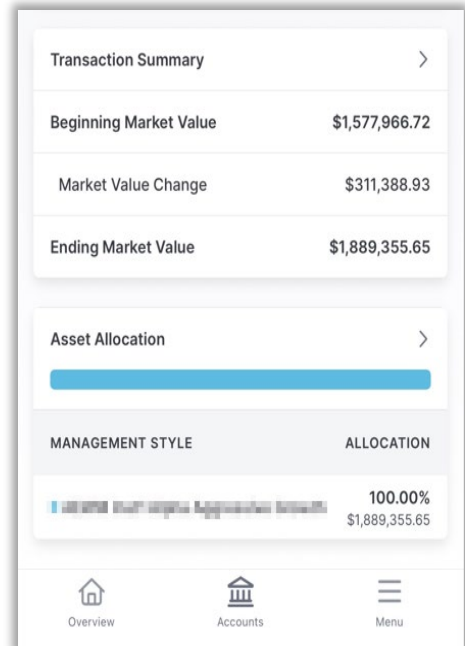 Transaction Summary
Beginning Market Value $1,577,966.72
Market Value Change $311,388.93
Ending Market Value $1,889,355.65
Asset Allocation
MANAGEMENT STYLE ALLOCATION
100.00%
$1,889,355.65
Overview Accounts Menu